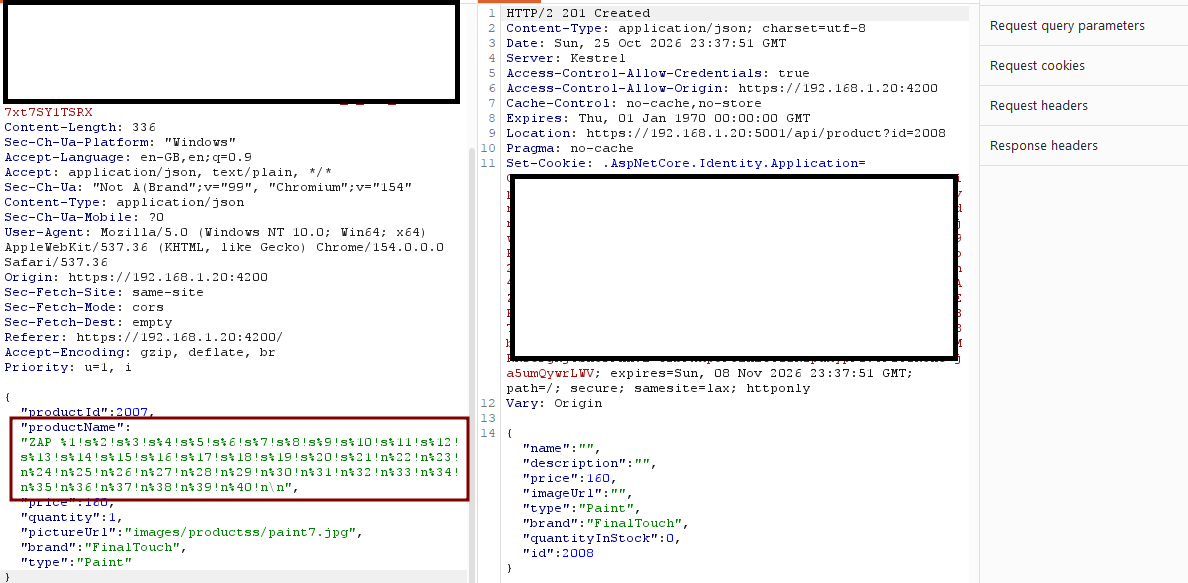 7xt7SY1TSRX
Content-Length: 336
Sec-Ch-Ua-Platform: "Windows"
Accept-Language: en-GB,en;q=0.9
Accept: application/json, text/plain, */*
Sec-Ch-Ua: "Not A(Brand";v="99", "Chromium";v="154"
Content-Type: application/json
Sec-Ch-Ua-Mobile: ?0
User-Agent: Mozilla/5.0 (Windows NT 10.0; Win64; x64)
AppleWebKit/537.36 (KHTML, like Gecko) Chrome/154.0.0.0
Safari/537.36
Origin: https://192.168.1.20:4200
Sec-Fetch-Site: same-site
Sec-Fetch-Mode: cors
Sec-Fetch-Dest: empty
Referer: https://192.168.1.20:4200/
Accept-Encoding: gzip, deflate, br
Priority: u=1, i
{
"productId":2007,
"productName":
"ZAP %1!s%2!s%3!s%4!s%5!s%6!s%7!s%8!s%9!s%10!s%11!s%12!
s%13!s%14!s%15!s%16!s%17!s%18!s%19!s%20!s%21!n%22!n%23!
n%24!n%25!n%26!n%27!n%28!n%29!n%30!n%31!n%32!n%33!n%34!
n%35!n%36!n%37!n%38!n%39!n%40!n\n",
"price":160,
"quantity":1,
"pictureUrl":"images/productss/paint7.jpg",
"brand":"FinalTouch",
"type":"Paint"
}
1 HTTP/2 201 Created
2 Content-Type: application/json; charset=utf-8
3 Date: Sun, 25 Oct 2026 23:37:51 GMT
4 Server: Kestrel
5 Access-Control-Allow-Credentials: true
6 Access-Control-Allow-Origin: https://192.168.1.20:4200
7 Cache-Control: no-cache,no-store
8 Expires: Thu, 01 Jan 1970 00:00:00 GMT
9 Location: https://192.168.1.20:5001/api/product?id=2008
10 Pragma: no-cache
11 Set-Cookie: .AspNetCore.Identity.Application=
a5umQywrLWV; expires=Sun, 08 Nov 2026 23:37:51 GMT;
path=/; secure; samesite=lax; httponly
12 Vary: Origin
13
14 {
"name":"",
"description":"",
"price":160,
"imageUrl":"",
"type":"Paint",
"brand":"FinalTouch",
"quantityInStock":0,
"id":2008
}
Request query parameters
Request cookies
Request headers
Response headers